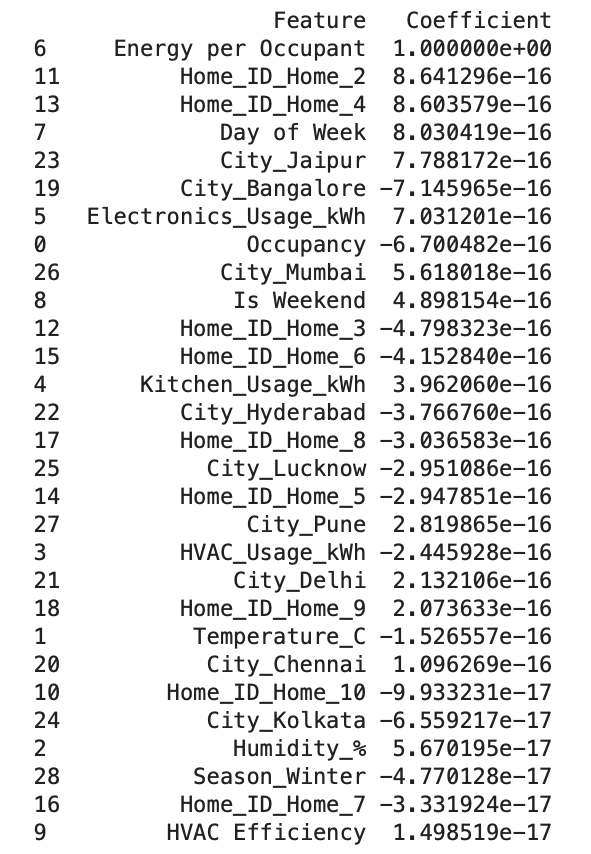 Feature Coefficient
6 Energy per Occupant 1.000000e+00
11 Home_ID_Home_2 8.641296e-16
13 Home_ID_Home_4 8.603579e-16
7 Day of Week 8.030419e-16
23 City_Jaipur 7.788172e-16
19 City_Bangalore -7.145965e-16
5 Electronics_Usage_kWh 7.031201e-16
0 Occupancy -6.700482e-16
26 City_Mumbai 5.618018e-16
8 Is Weekend 4.898154e-16
12 Home_ID_Home_3 -4.798323e-16
15 Home_ID_Home_6 -4.152840e-16
4 Kitchen_Usage_kWh 3.962060e-16
22 City_Hyderabad -3.766760e-16
17 Home_ID_Home_8 -3.036583e-16
25 City_Lucknow -2.951086e-16
14 Home_ID_Home_5 -2.947851e-16
27 City_Pune 2.819865e-16
3 HVAC_Usage_kWh -2.445928e-16
21 City_Delhi 2.132106e-16
18 Home_ID_Home_9 2.073633e-16
1 Temperature_C -1.526557e-16
20 City_Chennai 1.096269e-16
10 Home_ID_Home_10 -9.933231e-17
24 City_Kolkata -6.559217e-17
2 Humidity_% 5.670195e-17
28 Season_Winter -4.770128e-17
16 Home_ID_Home_7 -3.331924e-17
9 HVAC Efficiency 1.498519e-17